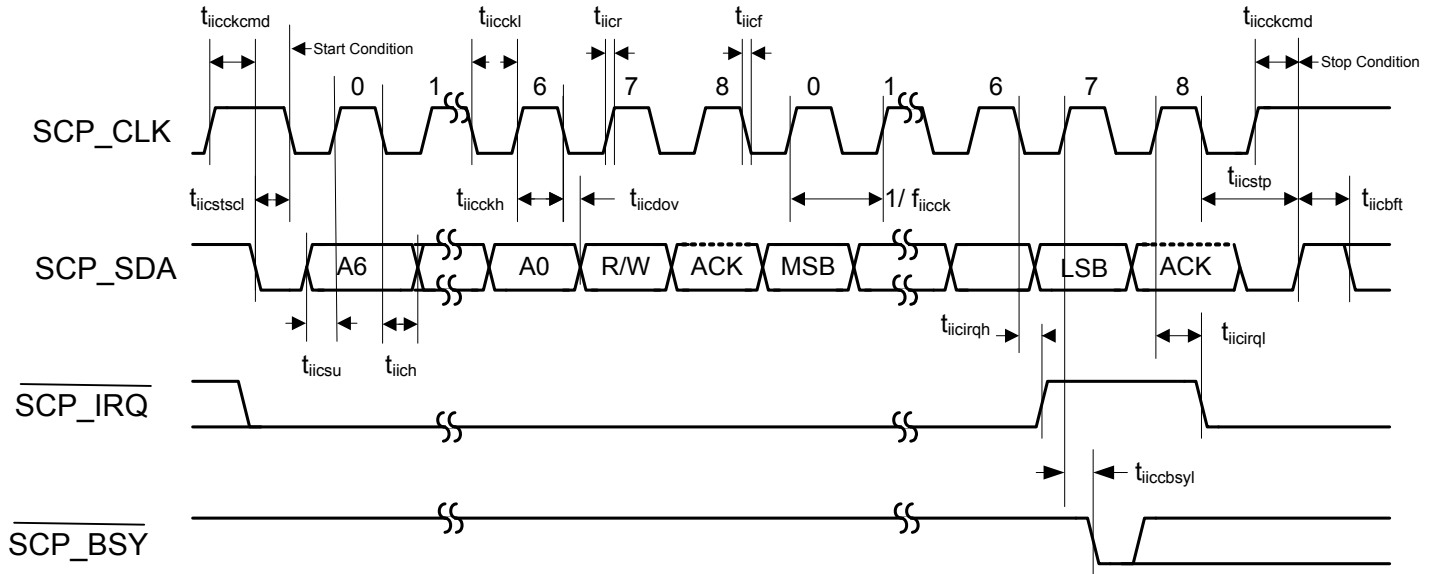 tiicckcmd tiicckl tiicr tiicf tiicckcmd
Start Condition Stop Condition
0 1 6 7 8 0 1 6 7 8
SCP_CLK
tiicstscl tiicckh tiicdov 1/ fiicck tiicstp tiicbft
SCP_SDA A6 A0 R/W ACK MSB LSB ACK
tiicsu tiich tiicirqh tiicirql
SCP_IRQ
tiiccbsyl
SCP_BSY